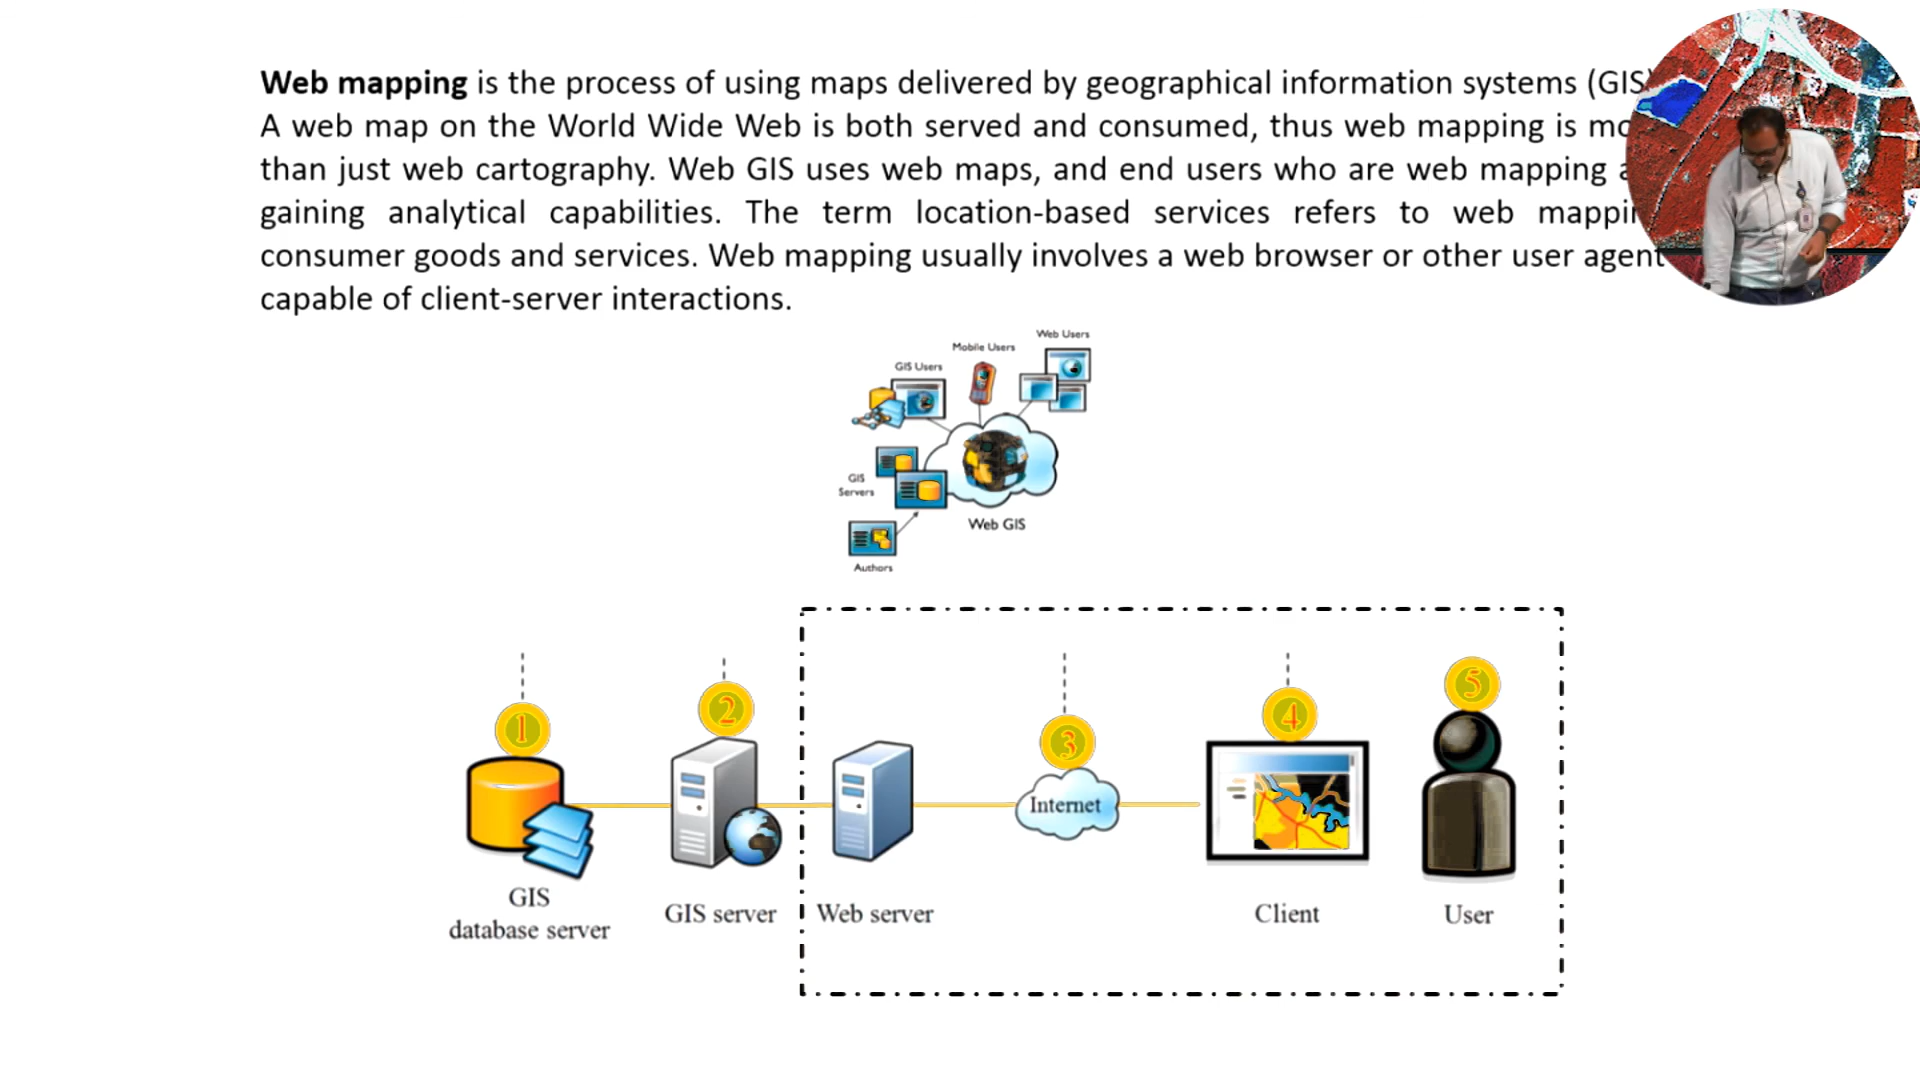 Web mapping is the process of using maps delivered by geographical information systems (GIS
A web map on the World Wide Web is both served and consumed, thus web mapping is
than just web cartography. Web GIS uses web maps, and end users who are web mapping
gaining analytical capabilities. The term location-based services refers to web
consumer goods and services. Web mapping usually involves a web browser or other user agent
capable of client-server interactions.
Web Users
Mobile Users
GIS Users
GIS
Servers
Web GIS
Authors
1
2
3
4
5
Internet
GIS
database server
GIS server
Web server
Client
User